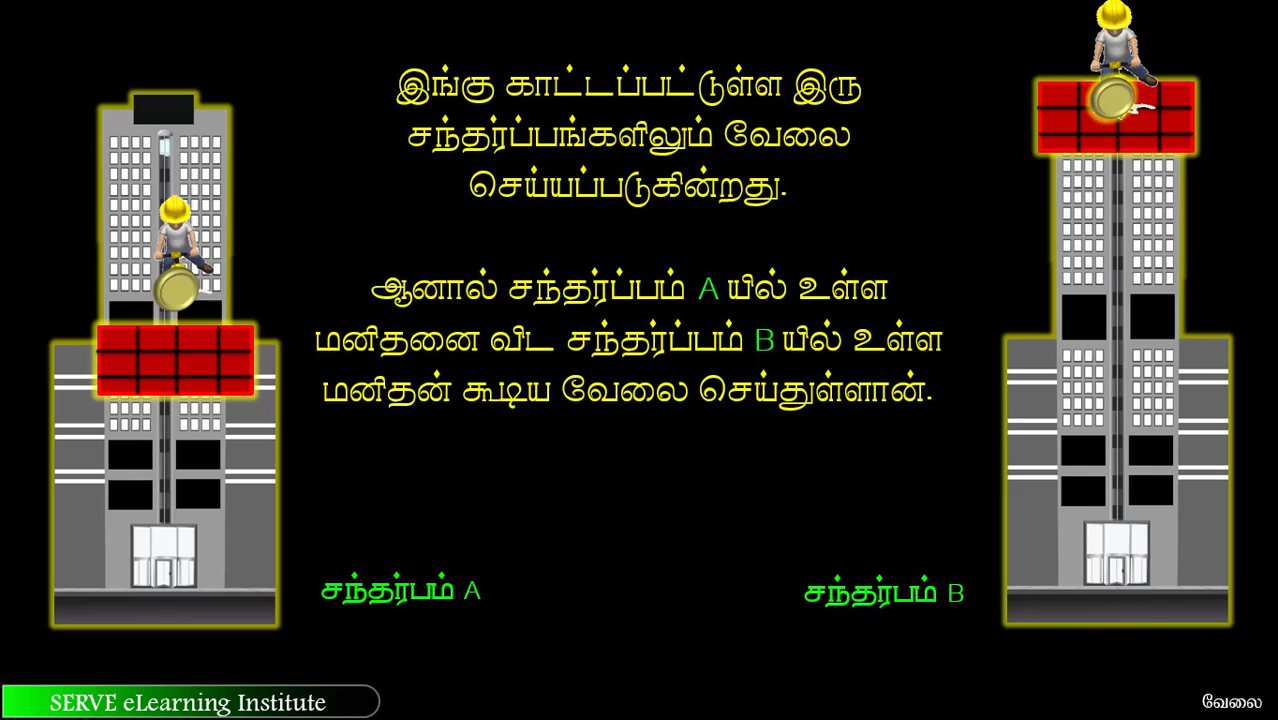 இங்கு காட்டப்பட்டுள்ள இரு
சந்தர்ப்பங்களிலும் வேலை
செய்யப்படுகின்றது.
ஆனால் சந்தர்ப்பம் A யில் உள்ள
மனிதனை விட சந்தர்ப்பம் B யில் உள்ள
மனிதன் கூடிய வேலை செய்துள்ளான்.
சந்தர்பம் A
சந்தர்பம் B
SERVE eLearning Institute
வேலை